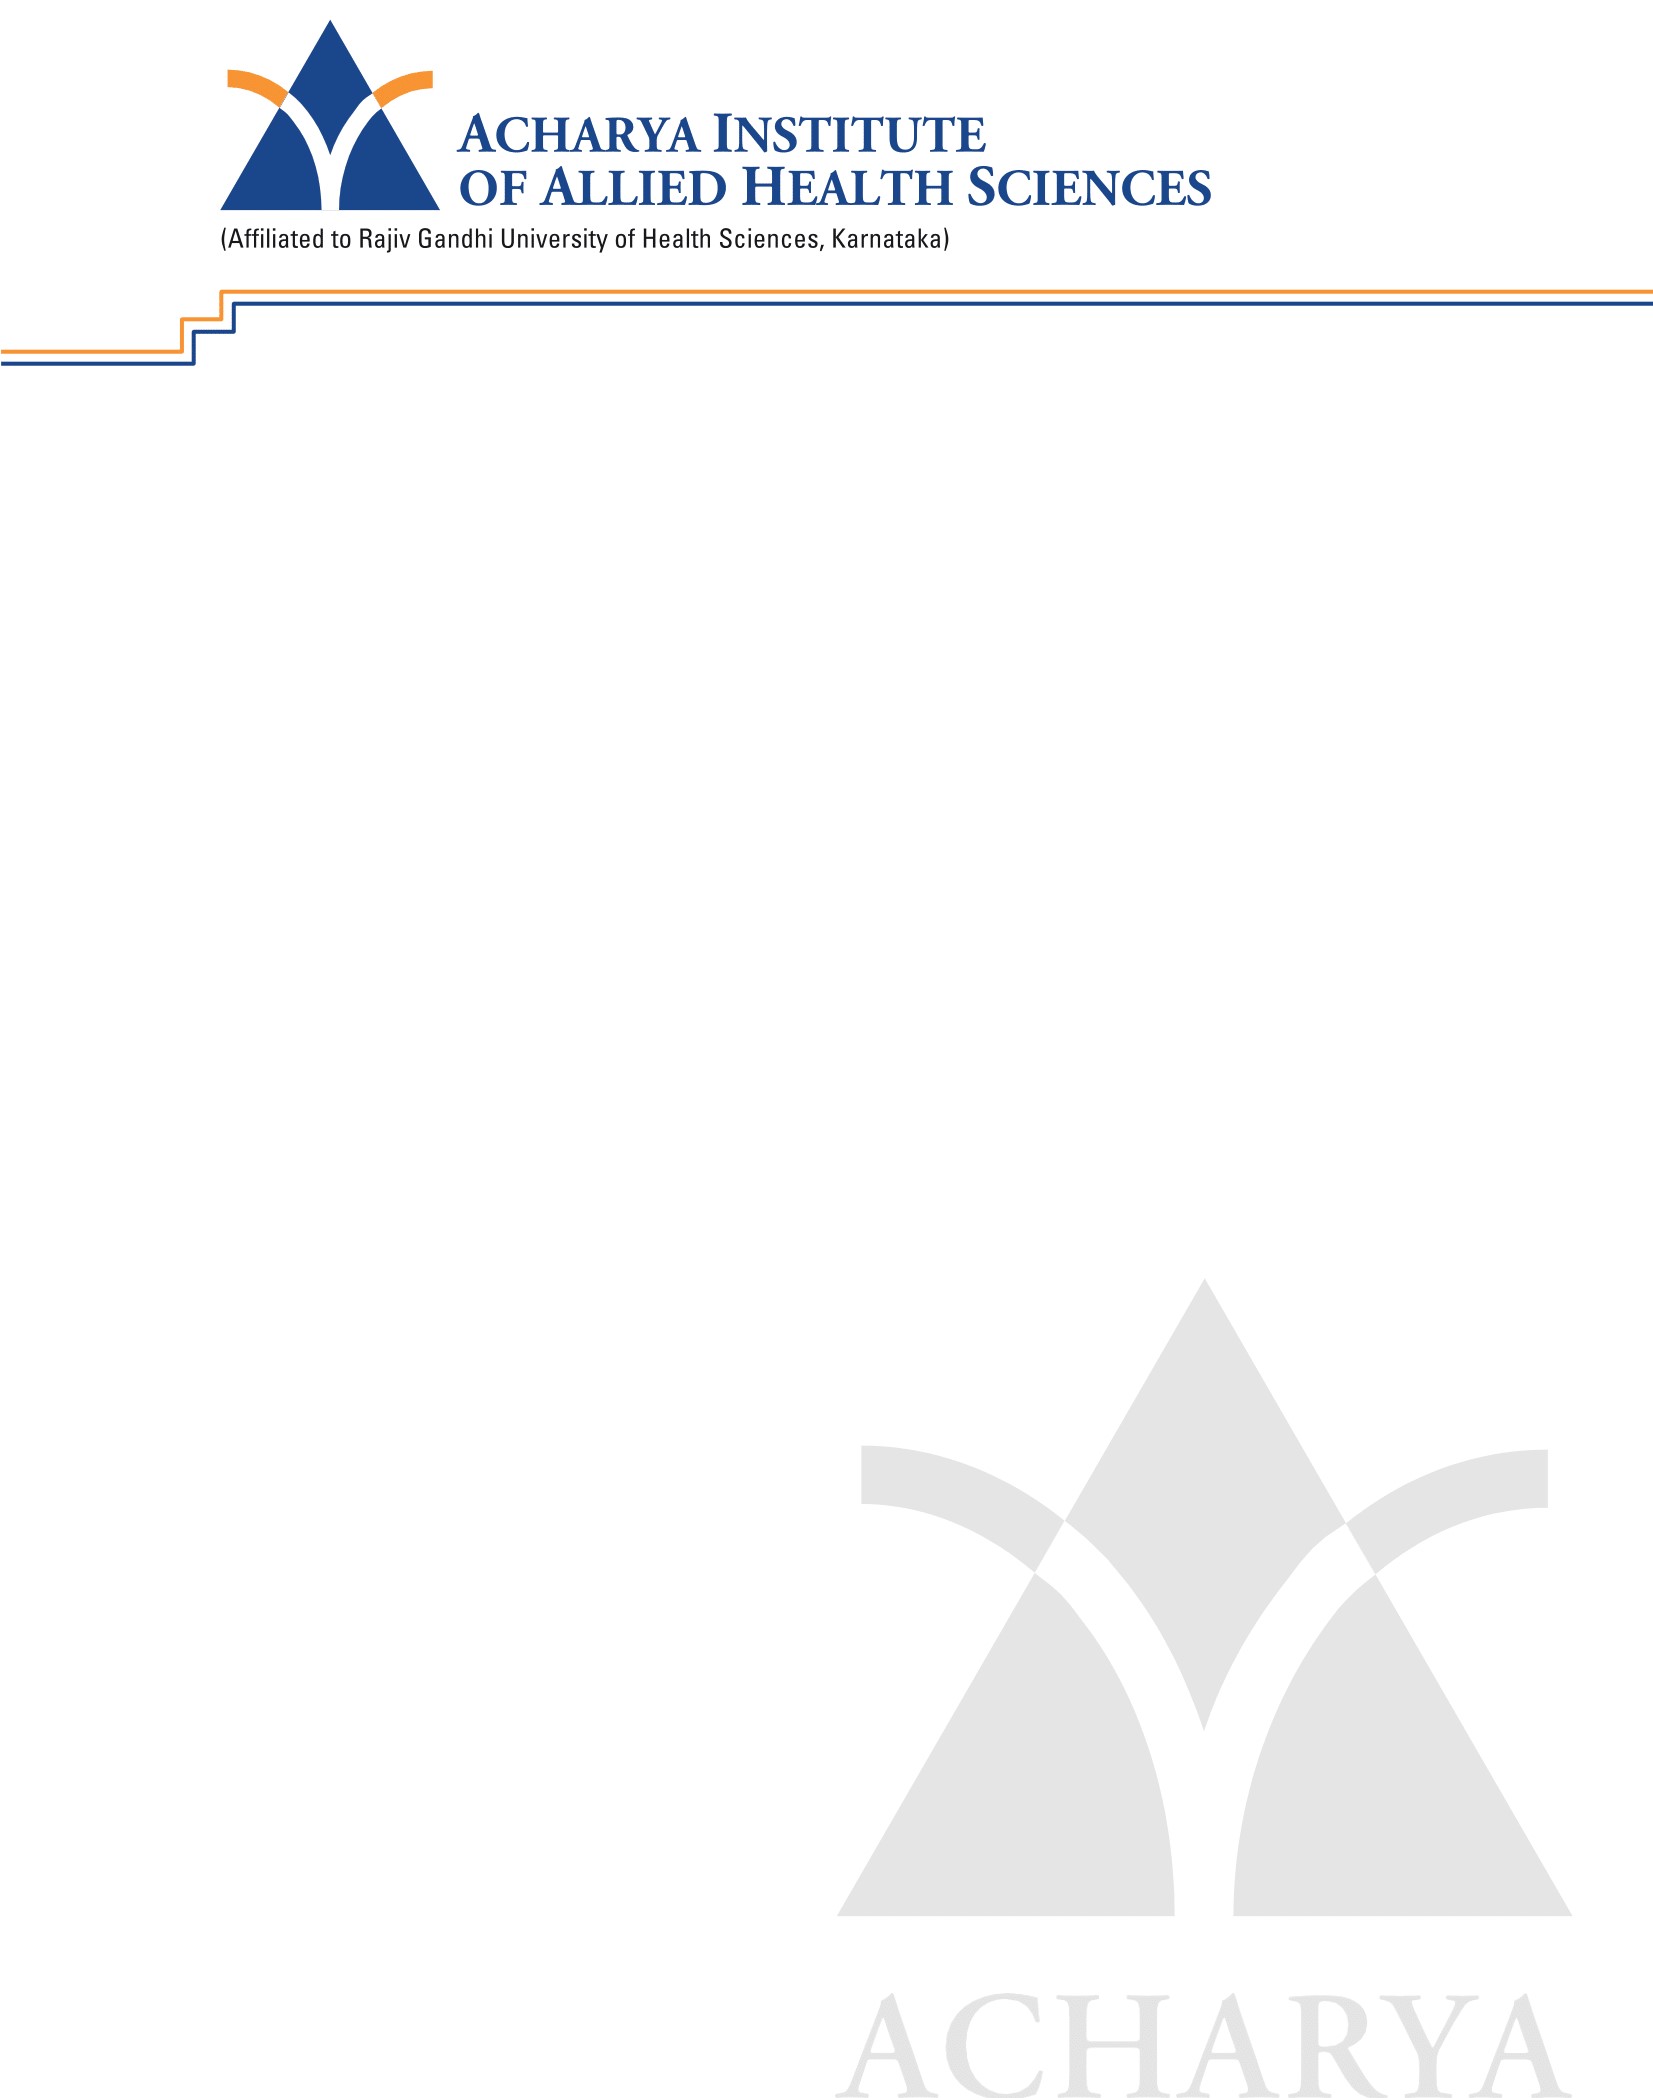 ACHARYA INSTITUTE
OF ALLIED HEALTH SCIENCES
(Affiliated to Rajiv Gandhi University of Health Sciences, Karnataka)
ACHARYA